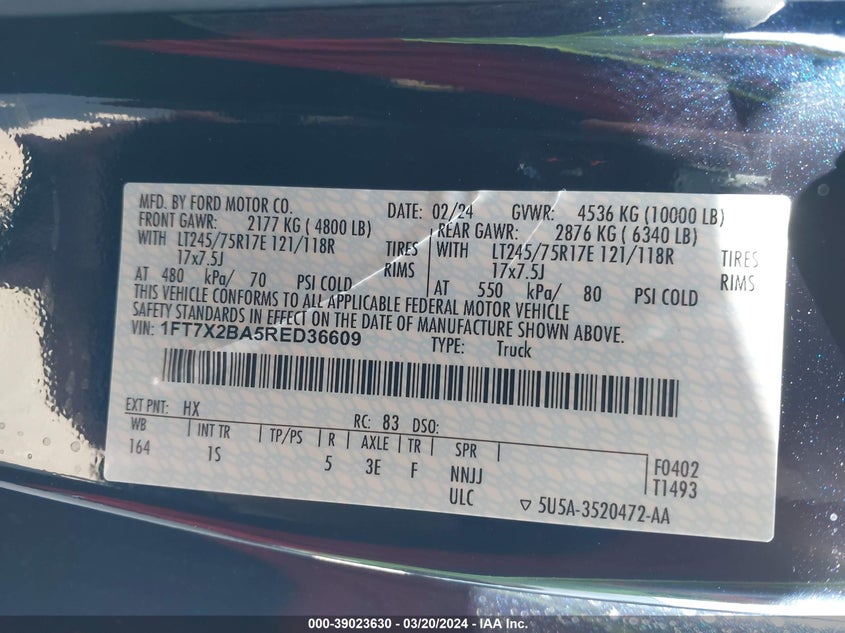 MFD. BY FORD MOTOR CO. DATE: 02/24 GVWR: 4536 KG (10000 LB)
FRONT GAWR: 2177 KG ( 4800 LB) REAR GAWR: 2876 KG ( 6340 LB)
WITH LT245/75R17E 121/118R TIRES WITH LT245/75R17E 121/118R TIRES
17x7.5J RIMS 17x7.5J RIMS
AT 480 kPa/ 70 PSI COLD AT 550 kPa/ 80 PSI COLD
THIS VEHICLE CONFORMS TO ALL APPLICABLE FEDERAL MOTOR VEHICLE
SAFETY STANDARDS IN EFFECT ON THE DATE OF MANUFACTURE SHOWN ABOVE.
VIN: 1FT7X2BA5RED36609 TYPE: Truck
EXT PNT: HX RC: 83 DSO:
WB INT TR TP/PS R AXLE TR SPR
164 1S 5 3E F NNJJ F0402
ULC T1493
▽ 5U5A-3520472-AA
000-39023630 - 03/20/2024 - IAA Inc.